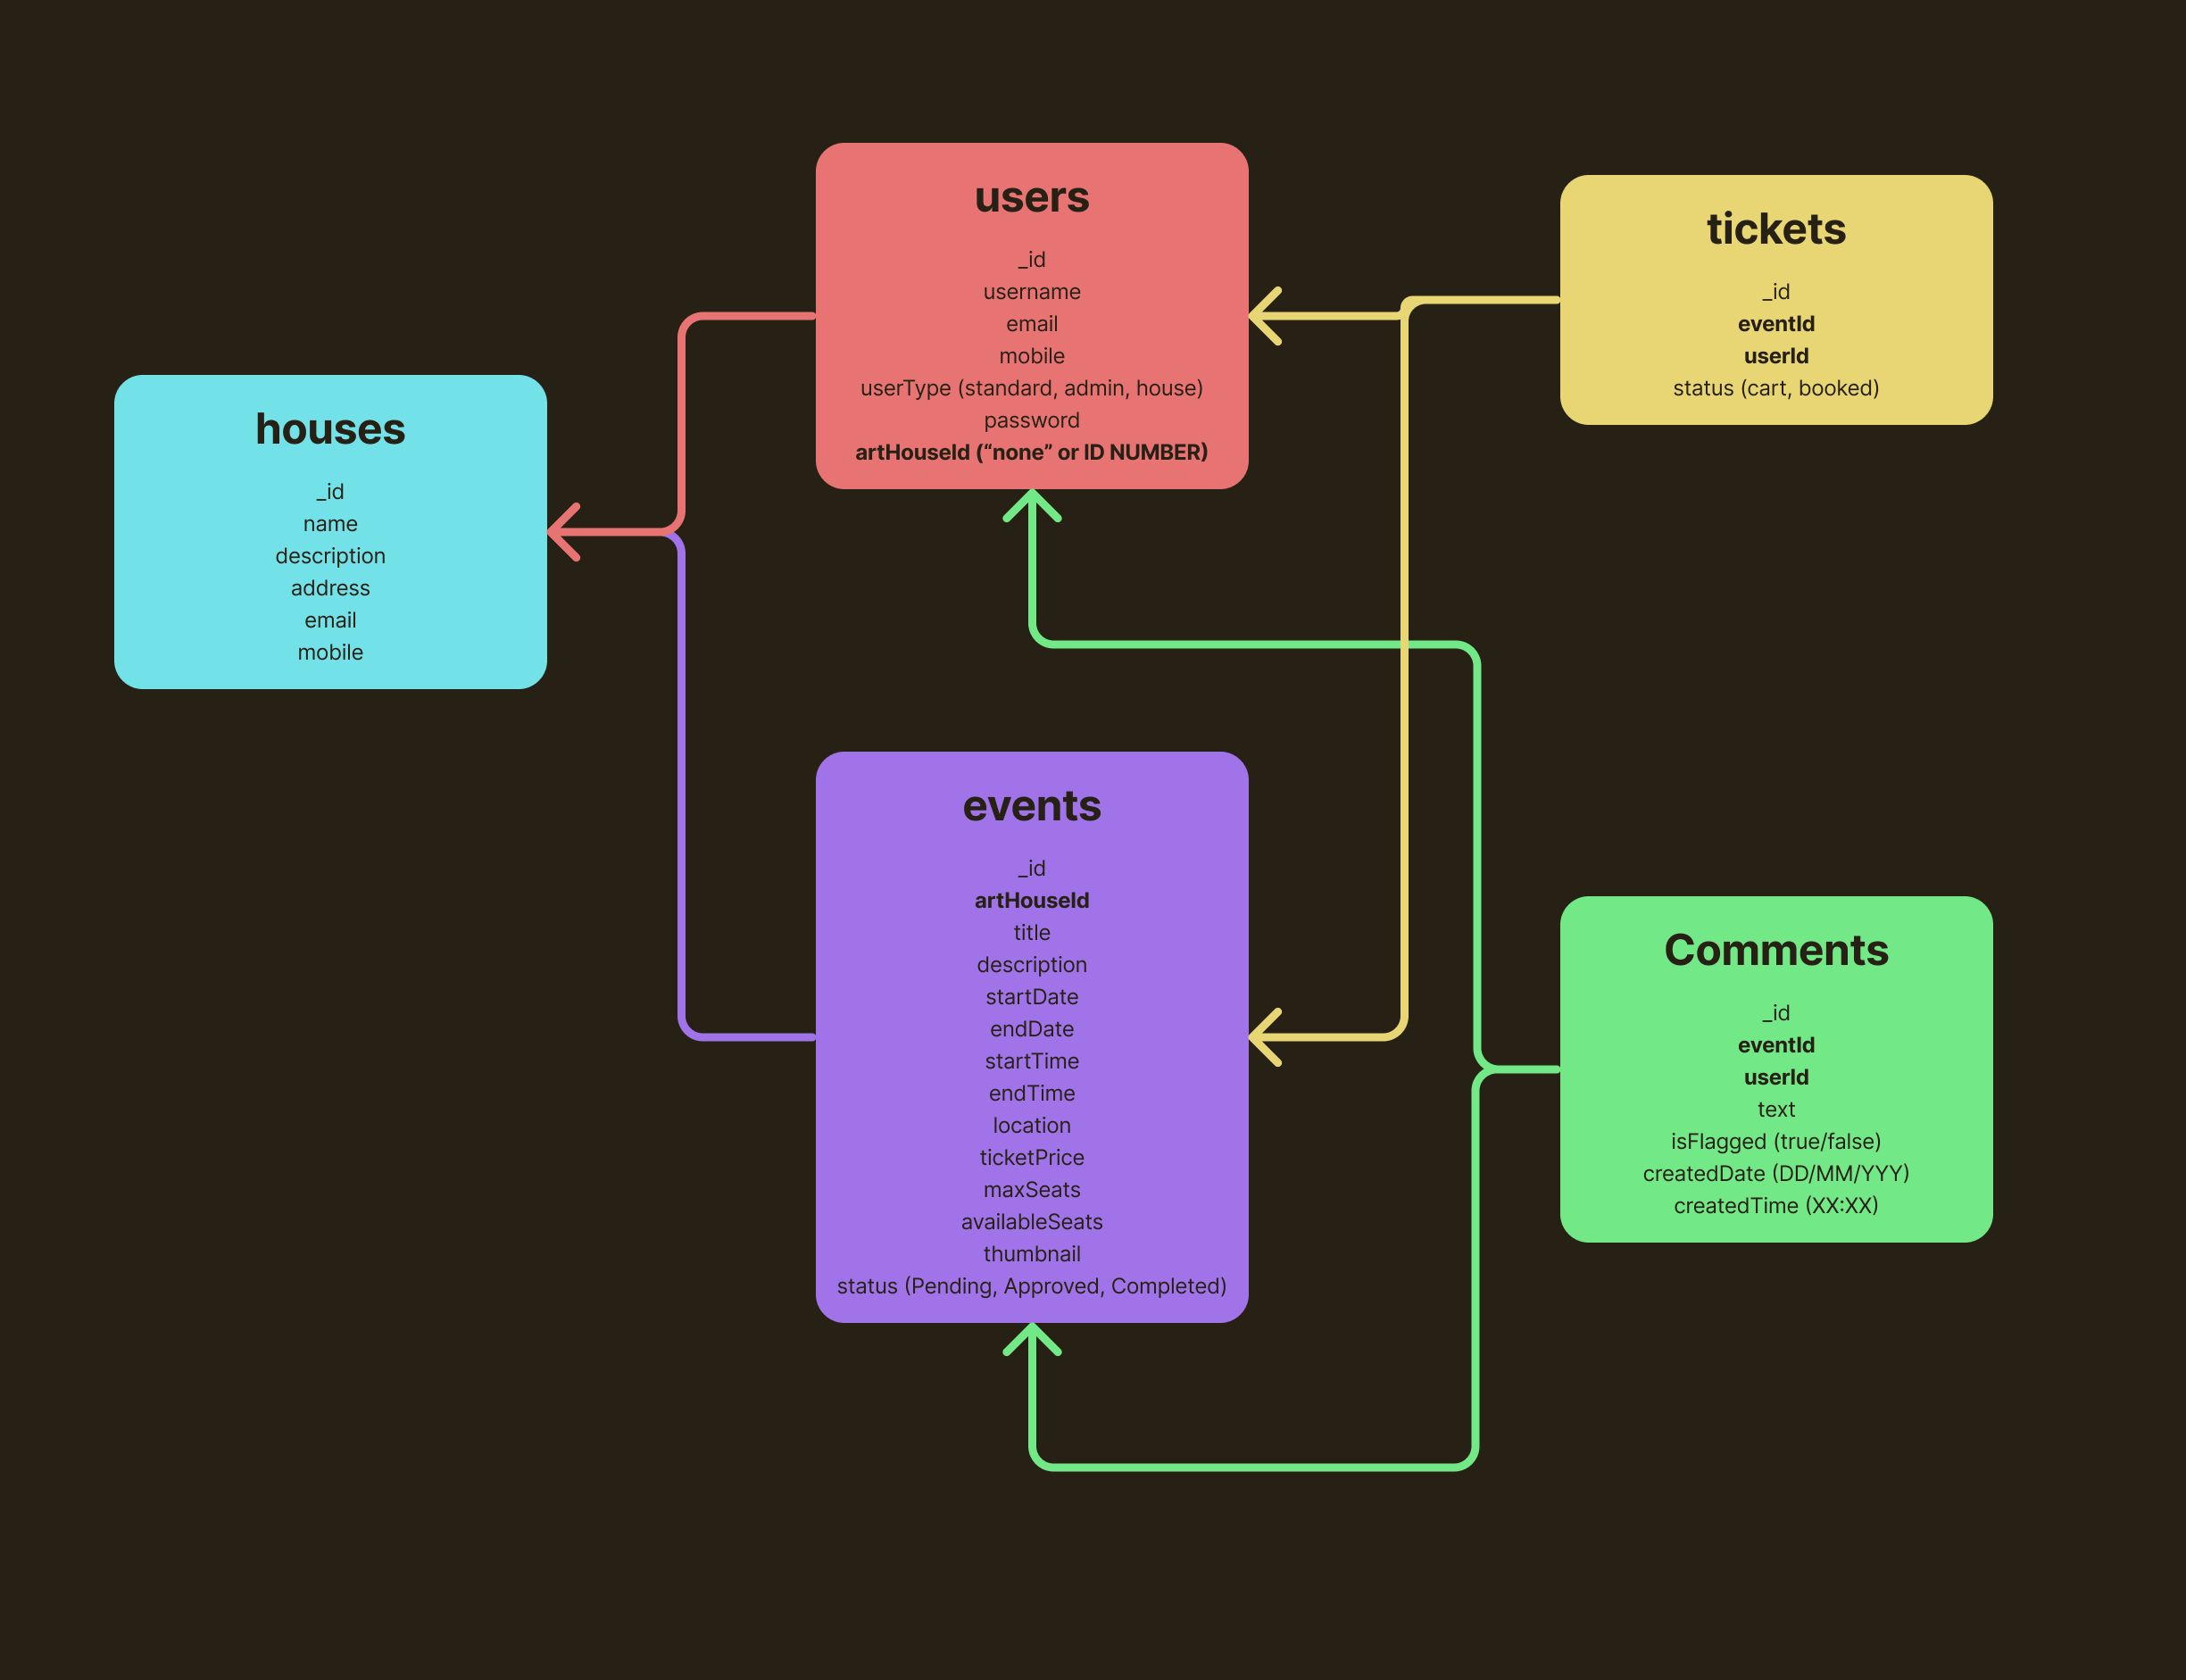 houses
_id
name
description
address
email
mobile
users
_id
username
email
mobile
userType (standard, admin, house)
password
artHouseId (“none” or ID NUMBER)
events
_id
artHouseId
title
description
startDate
endDate
startTime
endTime
location
ticketPrice
maxSeats
availableSeats
thumbnail
status (Pending, Approved, Completed)
tickets
_id
eventId
userId
status (cart, booked)
Comments
_id
eventId
userId
text
isFlagged (true/false)
createdDate (DD/MM/YYY)
createdTime (XX:XX)